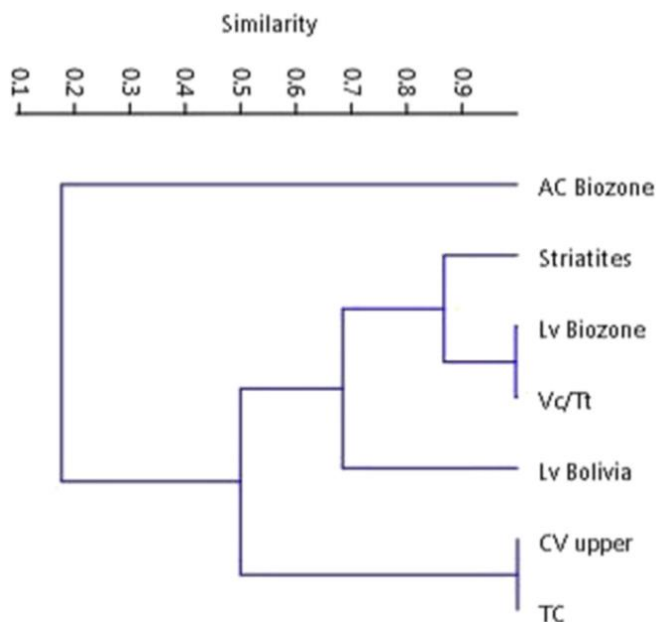 Similarity
0.1 0.2 0.3 0.4 0.5 0.6 0.7 0.8 0.9
AC Biozone
Striatites
Lv Biozone
Vc/Tt
Lv Bolivia
CV upper
TC